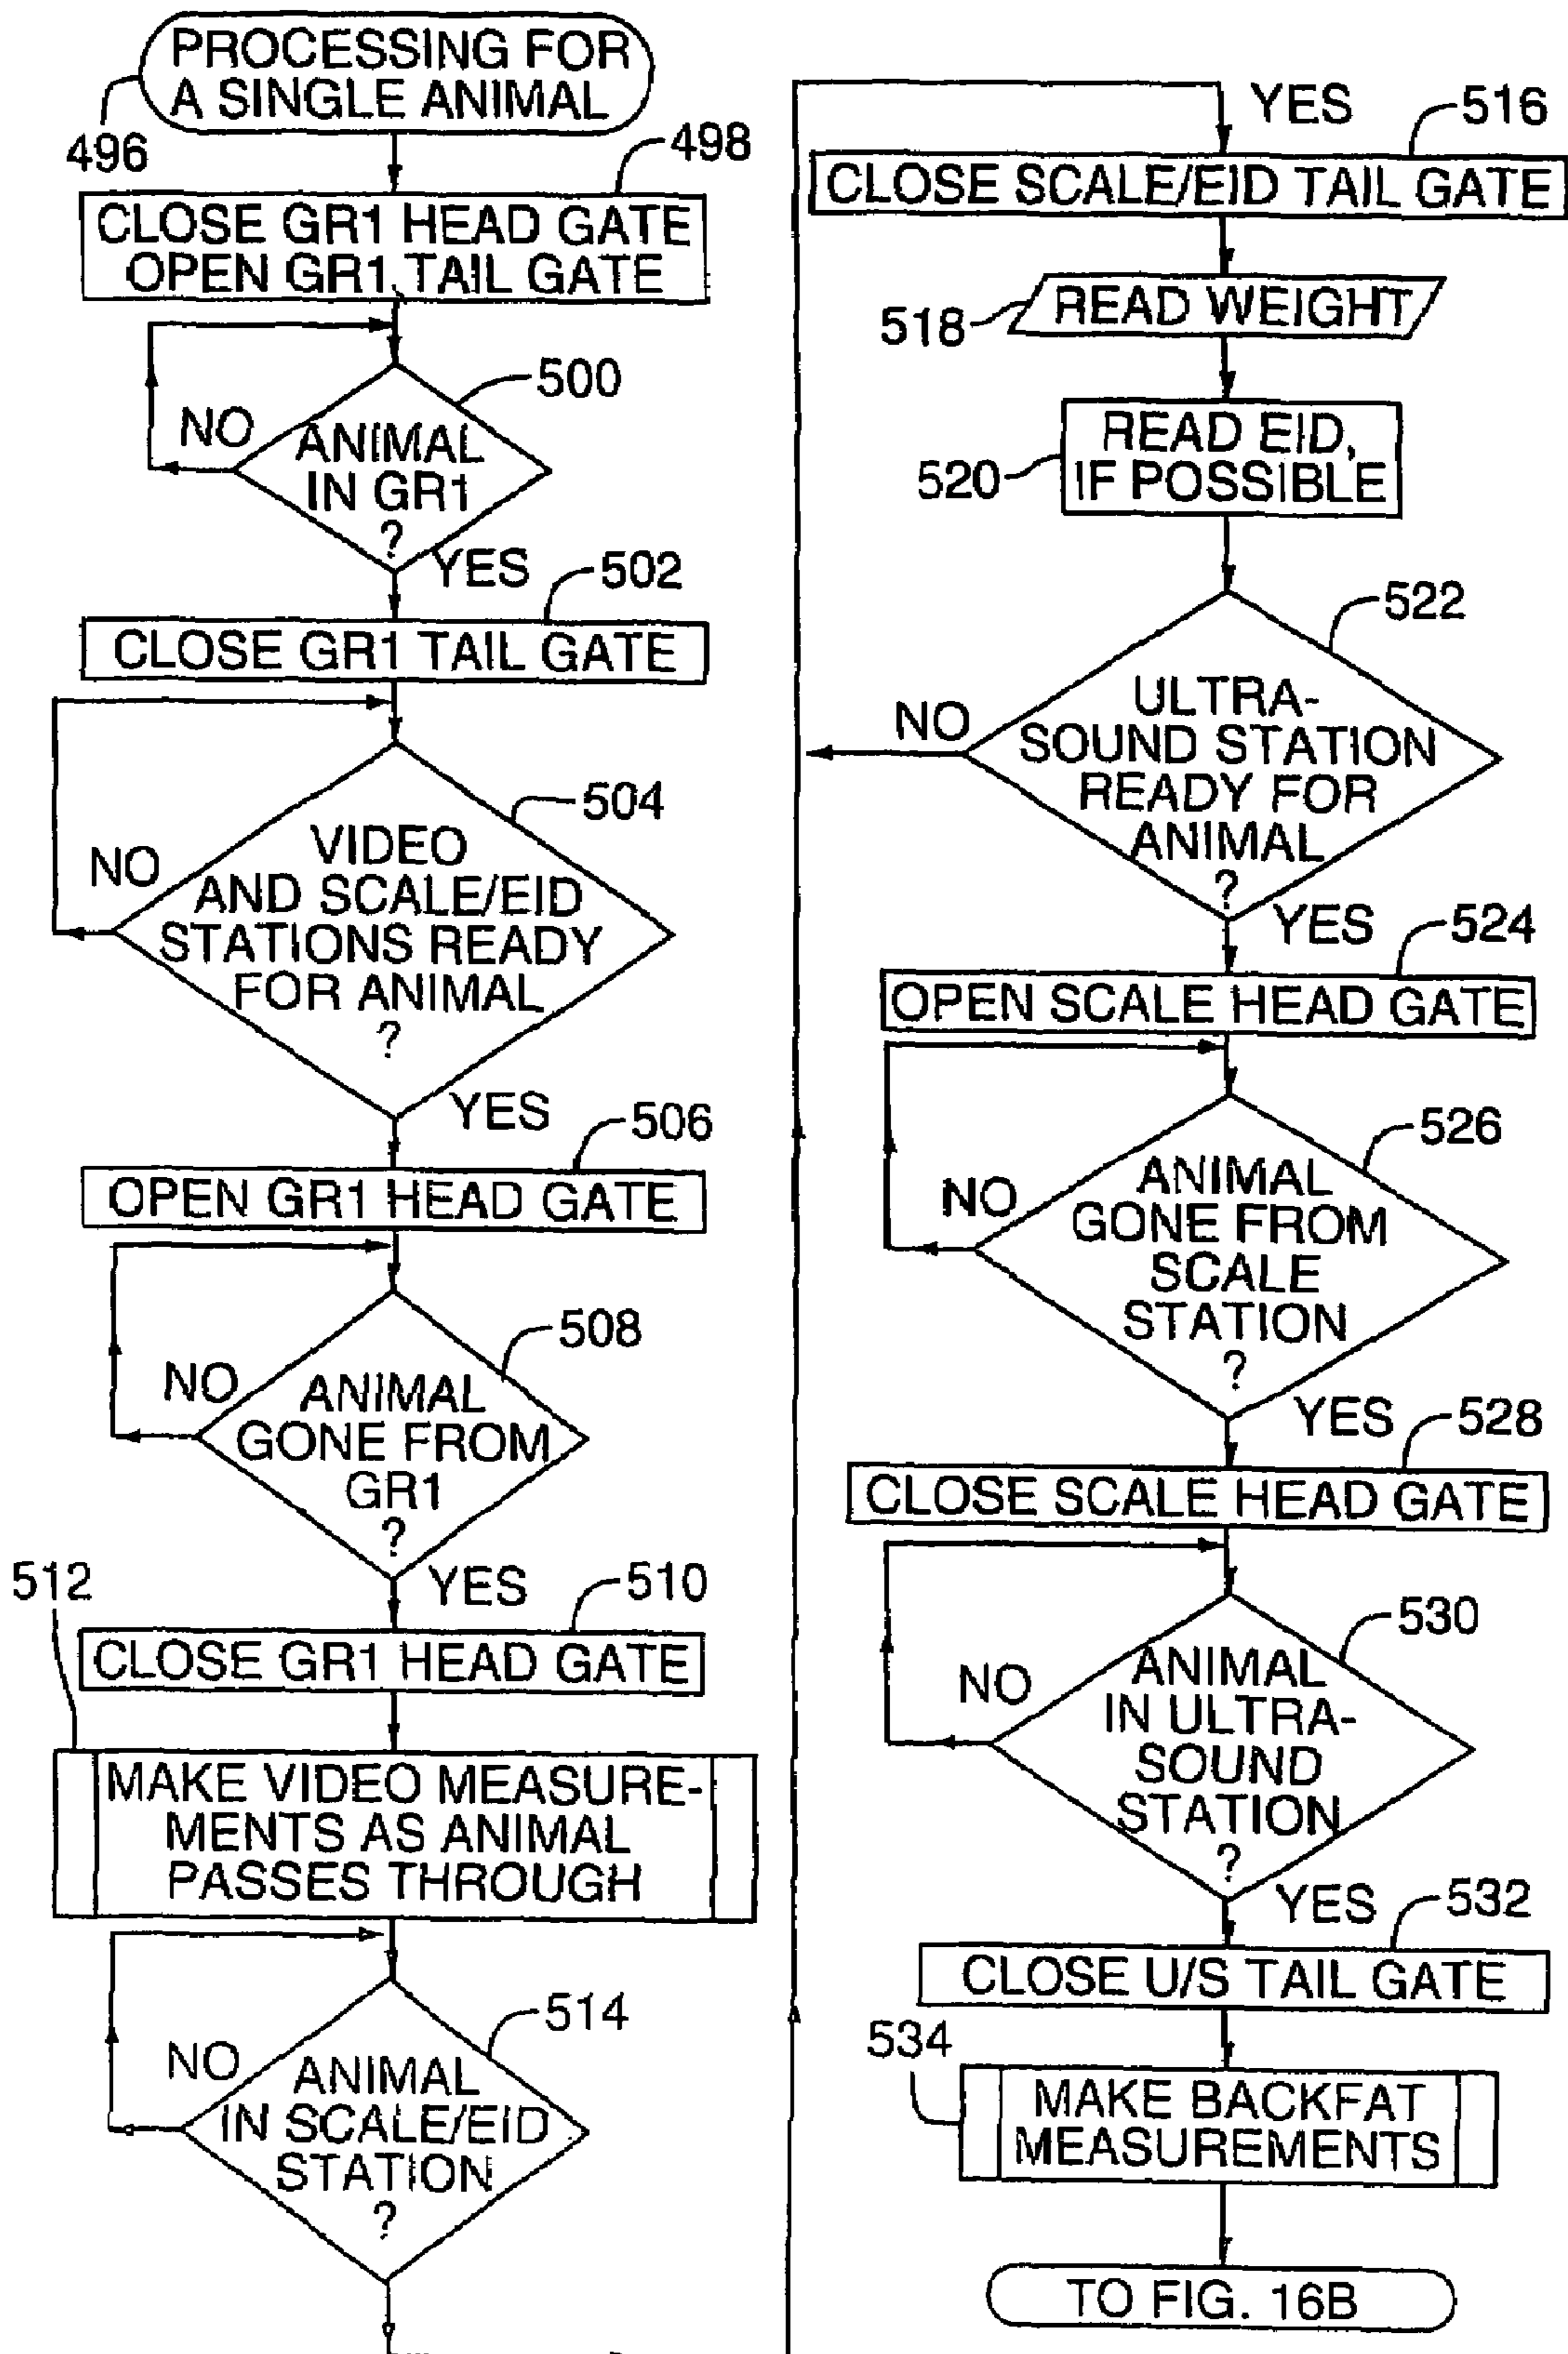 PROCESSING FOR
A SINGLE ANIMAL
496
498
CLOSE GR1 HEAD GATE
OPEN GR1 TAIL GATE
500
NO
ANIMAL
IN GR1
?
YES
502
CLOSE GR1 TAIL GATE
504
NO
VIDEO
AND SCALE/EID
STATIONS READY
FOR ANIMAL
?
YES
506
OPEN GR1 HEAD GATE
508
NO
ANIMAL
GONE FROM
GR1
?
YES
512
510
CLOSE GR1 HEAD GATE
MAKE VIDEO MEASURE-
MENTS AS ANIMAL
PASSES THROUGH
514
NO
ANIMAL
IN SCALE/EID
STATION
?
YES
516
CLOSE SCALE/EID TAIL GATE
518
READ WEIGHT
520
READ EID,
IF POSSIBLE
522
NO
ULTRA-
SOUND STATION
READY FOR
ANIMAL
?
YES
524
OPEN SCALE HEAD GATE
526
NO
ANIMAL
GONE FROM
SCALE
STATION
?
YES
528
CLOSE SCALE HEAD GATE
530
NO
ANIMAL
IN ULTRA-
SOUND
STATION
?
YES
532
CLOSE U/S TAIL GATE
534
MAKE BACKFAT
MEASUREMENTS
TO FIG. 16B